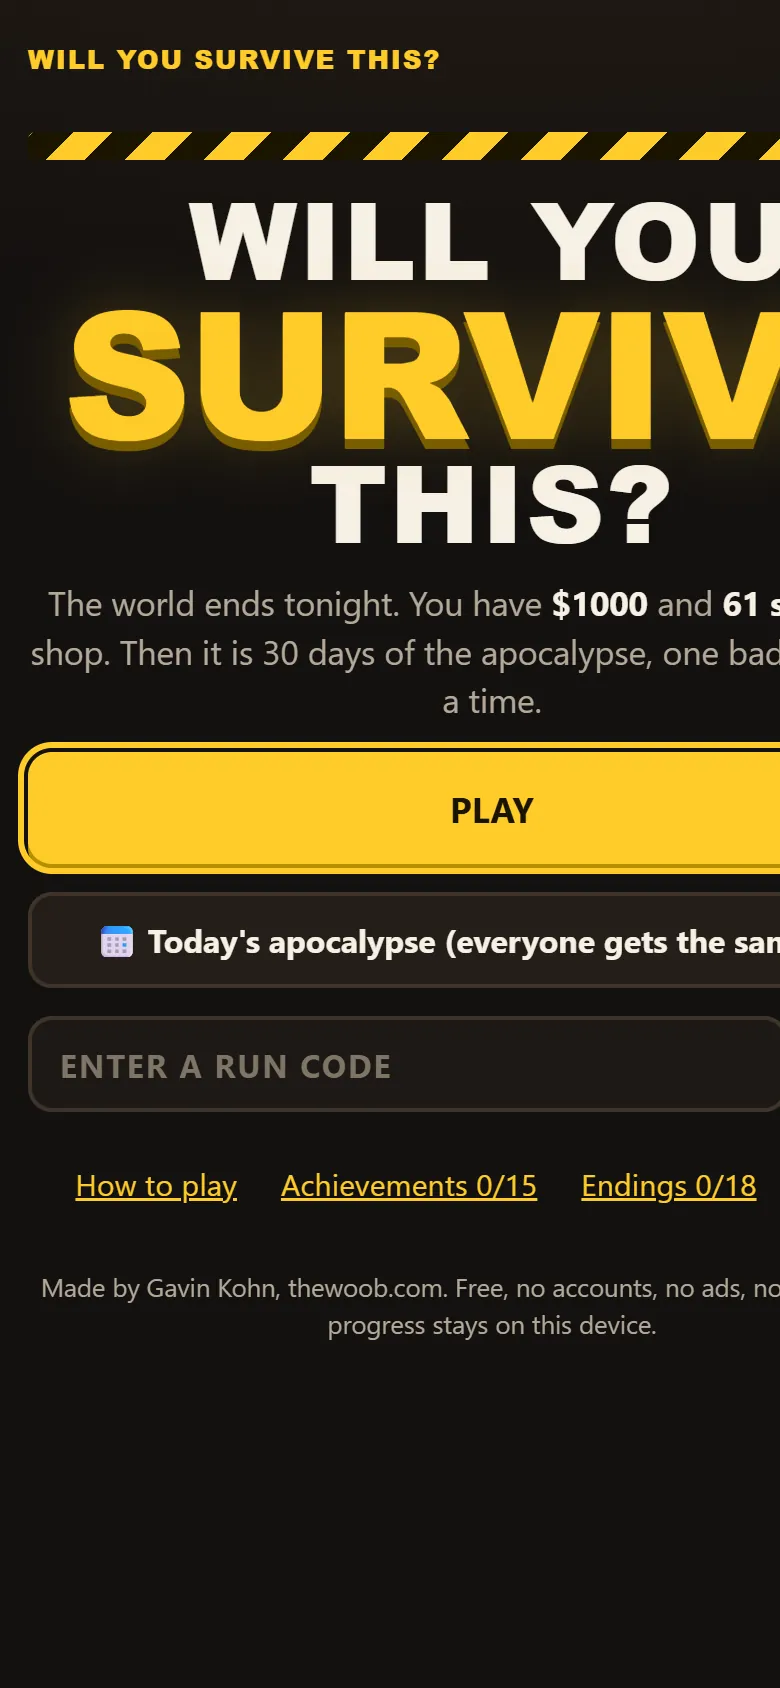 WILL YOU SURVIVE THIS?
WILL YOU
SURVIV
THIS?
The world ends tonight. You have $1000 and 61 s
shop. Then it is 30 days of the apocalypse, one bad
a time.
PLAY
Today's apocalypse (everyone gets the sam
ENTER A RUN CODE
How to play Achievements 0/15 Endings 0/18
Made by Gavin Kohn, thewoob.com. Free, no accounts, no ads, no
progress stays on this device.